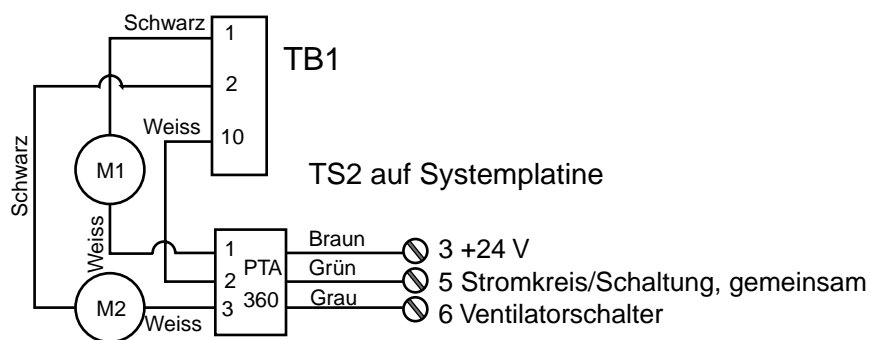 Schwarz
1
TB1
2
Weiss
10
Schwarz
M1
TS2 auf Systemplatine
Weiss
1
Braun
3 +24 V
PTA
2
Grün
5 Stromkreis/Schaltung, gemeinsam
360
3
Grau
6 Ventilatorschalter
M2
Weiss